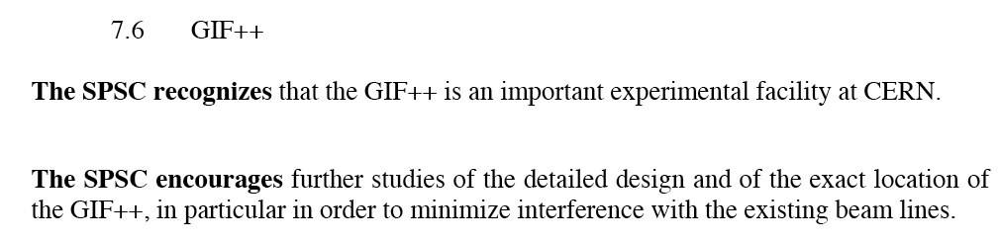 7.6 GIF++
The SPSC recognizes that the GIF++ is an important experimental facility at CERN.
The SPSC encourages further studies of the detailed design and of the exact location of
the GIF++, in particular in order to minimize interference with the existing beam lines.